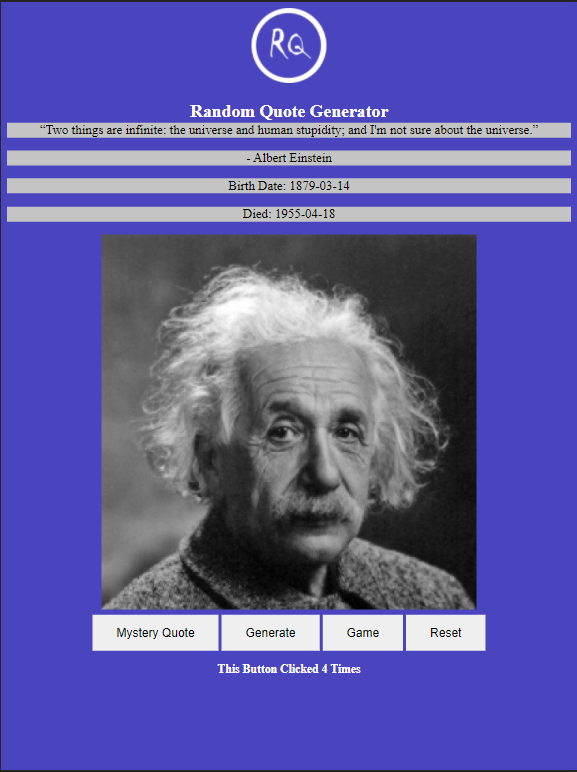 RQ
Random Quote Generator
“Two things are infinite: the universe and human stupidity; and I'm not sure about the universe.”
- Albert Einstein
Birth Date: 1879-03-14
Died: 1955-04-18
Mystery Quote Generate Game Reset
This Button Clicked 4 Times